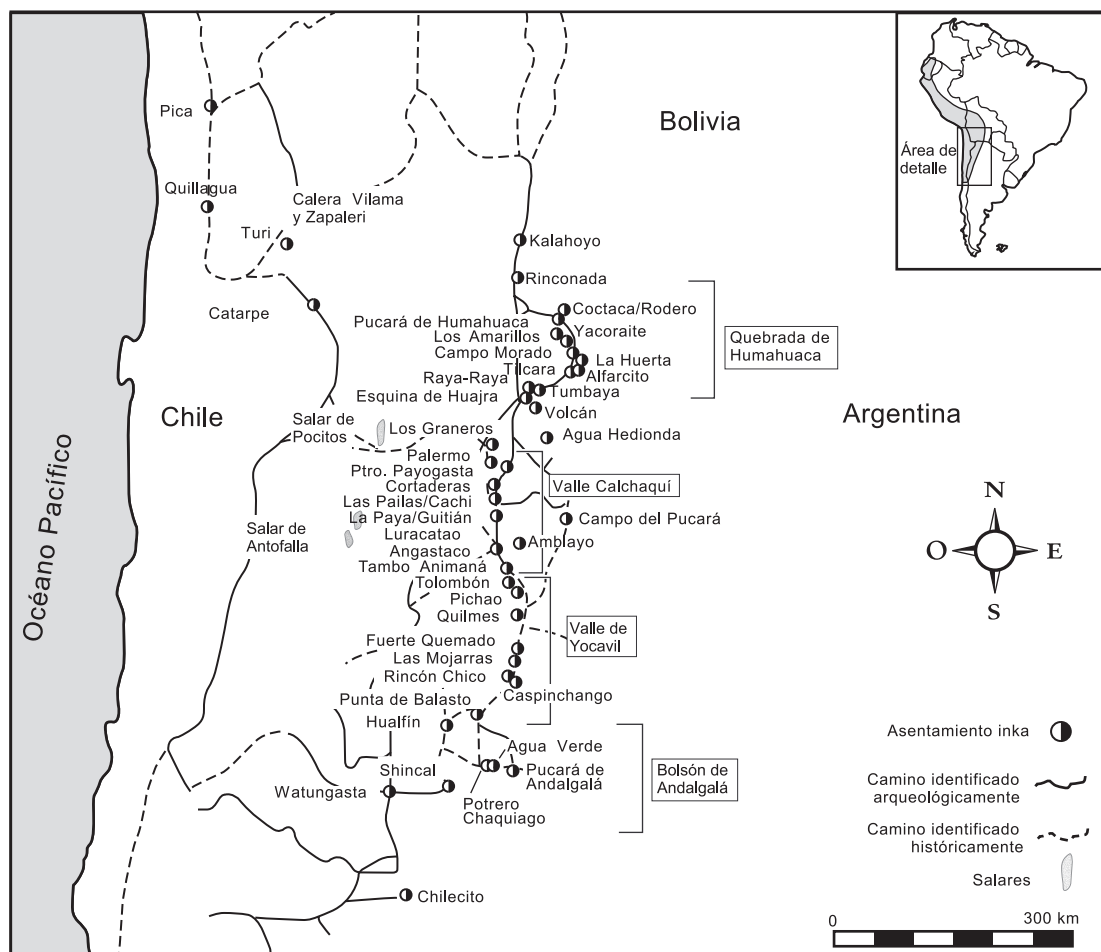 Pica
Bolivia
Área de
detalle
Quillagua
Calera Vilama
y Zapaleri
Turi
Kalahoyo
Rinconada
Catarpe
Coctaca/Rodero
Pucará de Humahuaca
Yacoraite
Los Amarillos
Campo Morado
La Huerta
Tilcara
Alfarcito
Quebrada de
Humahuaca
Raya-Raya
Tumbaya
Esquina de Huajra
Volcán
Chile
Argentina
Salar de
Pocitos
Los Graneros
Agua Hedionda
Palermo
Ptro. Payogasta
Valle Calchaquí
Cortaderas
Las Pailas/Cachi
La Paya/Guitián
Campo del Pucará
Luracatao
Salar de
Antofalla
Amblayo
Angastaco
Tambo Animaná
Tolombón
Pichao
Quilmes
Océano Pacífico
N
O
E
S
Valle de
Yocavil
Fuerte Quemado
Las Mojarras
Rincón Chico
Caspinchango
Punta de Balasto
Hualfín
Agua Verde
Shincal
Pucará de
Andalgalá
Bolsón de
Andalgalá
Watungasta
Potrero
Chaquiago
Chilecito
Asentamiento inka
Camino identificado
arqueológicamente
Camino identificado
históricamente
Salares
0
300 km